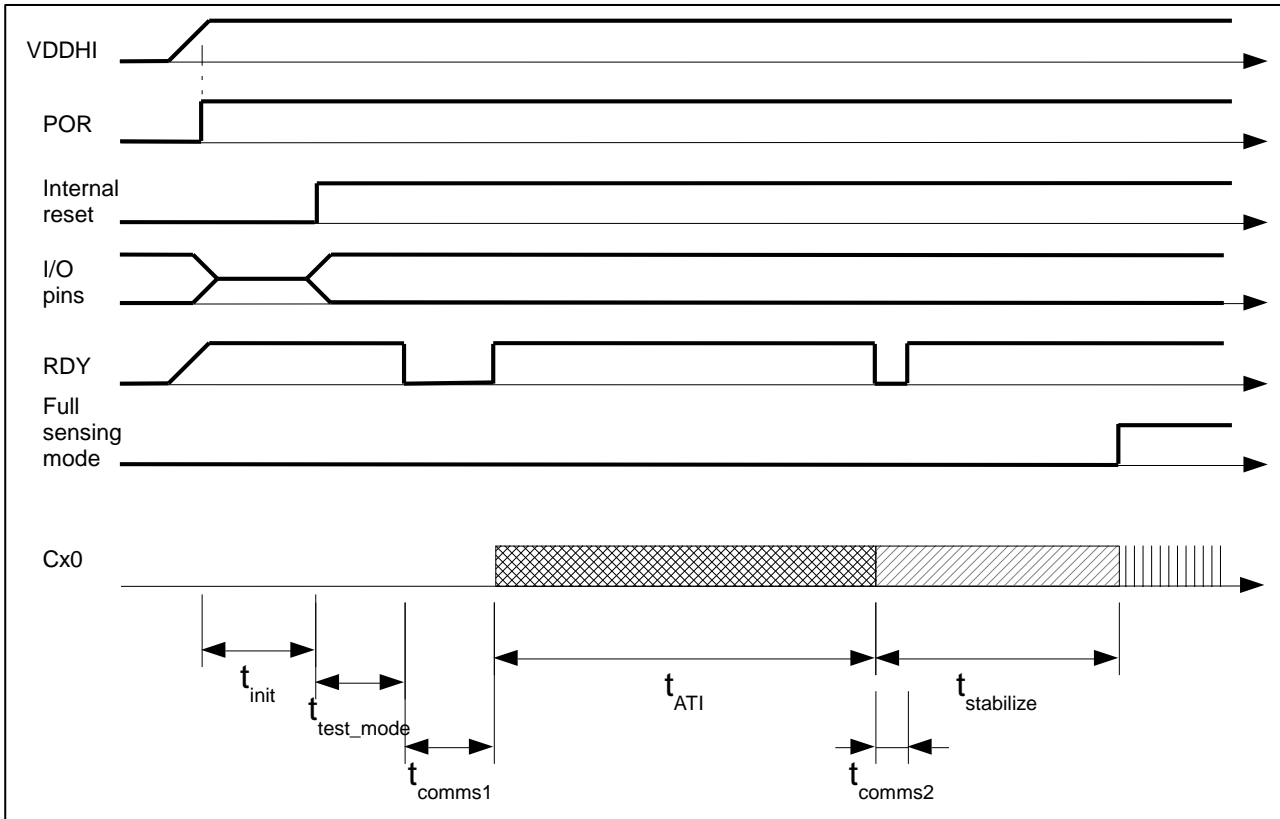 VDDHI
POR
Internal
reset
I/O
pins
RDY
Full
sensing
mode
Cx0
t_init
t_test_mode
t_comms1
t_ATI
t_stabilize
t_comms2